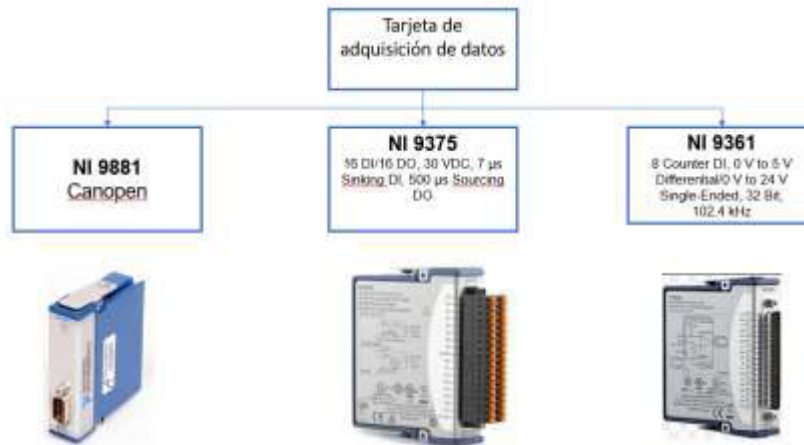 Tarjeta de
adquisición de datos
NI 9881
Canopen
NI 9375
16 DI/16 DO, 30 VDC, 7 µs
Sinking DI, 500 µs Sourcing
DO
NI 9361
8 Counter DI, 0 V to 5 V
Differential/0 V to 24 V
Single-Ended, 32 Bit,
102.4 kHz